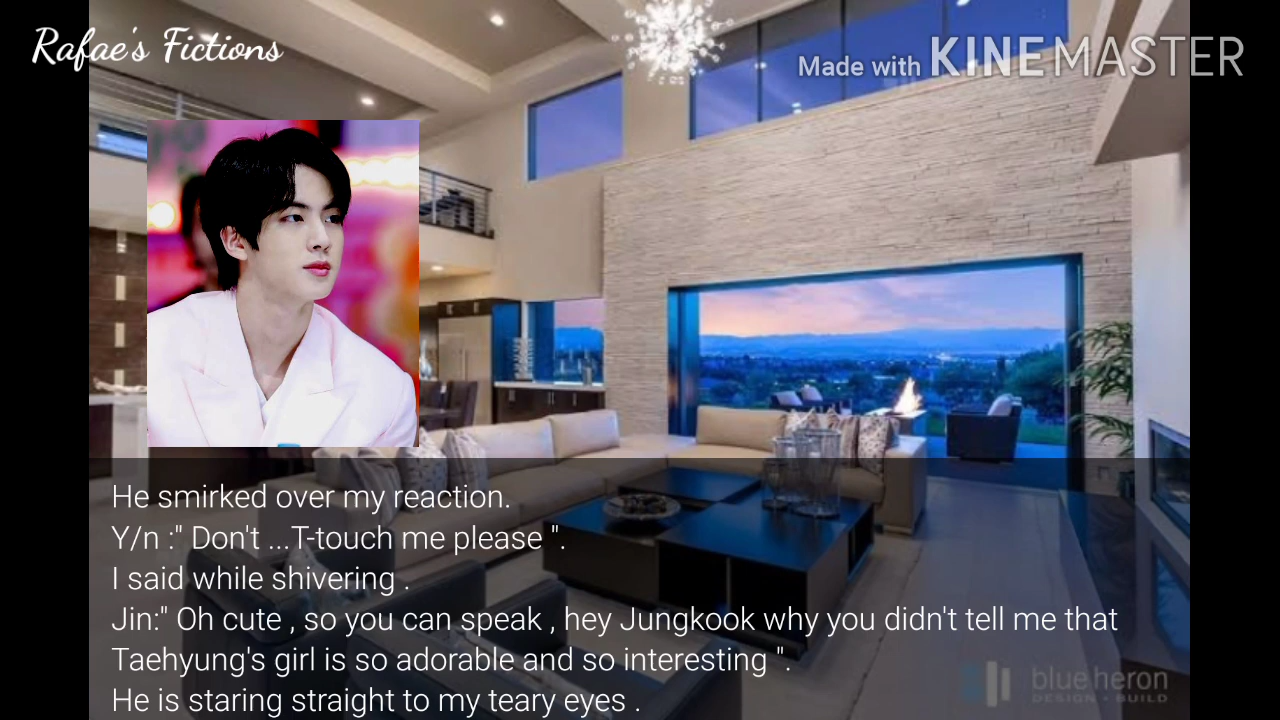 Rafae's Fictions
Made with KINEMASTER
He smirked over my reaction.
Y/n :" Don't ...T-touch me please ".
I said while shivering .
Jin:" Oh cute , so you can speak , hey Jungkook why you didn't tell me that
Taehyung's girl is so adorable and so interesting ".
He is staring straight to my teary eyes .
blue heron
DESIGN + BUILD